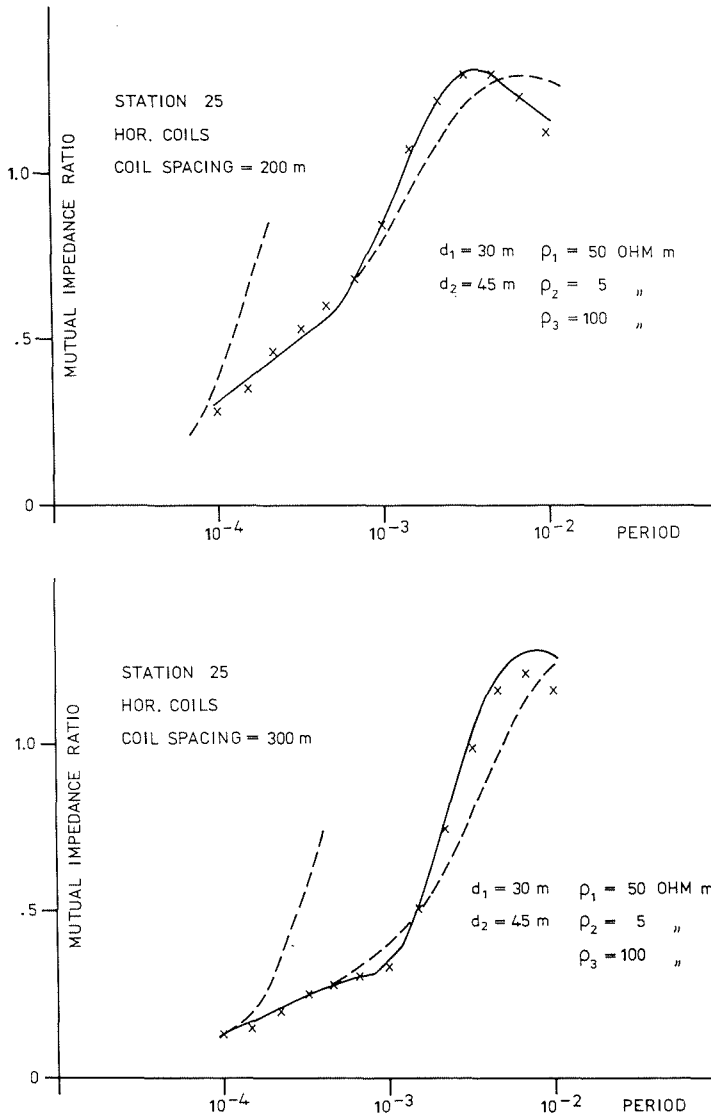 STATION 25
HOR. COILS
COIL SPACING = 200 m
MUTUAL IMPEDANCE RATIO
1.0
.5
0
d₁ = 30 m ρ₁ = 50 OHM m
d₂ = 45 m ρ₂ = 5 „
ρ₃ = 100 „
10⁻⁴ 10⁻³ 10⁻² PERIOD
STATION 25
HOR. COILS
COIL SPACING = 300 m
MUTUAL IMPEDANCE RATIO
1.0
.5
0
d₁ = 30 m ρ₁ = 50 OHM m
d₂ = 45 m ρ₂ = 5 „
ρ₃ = 100 „
10⁻⁴ 10⁻³ 10⁻² PERIOD